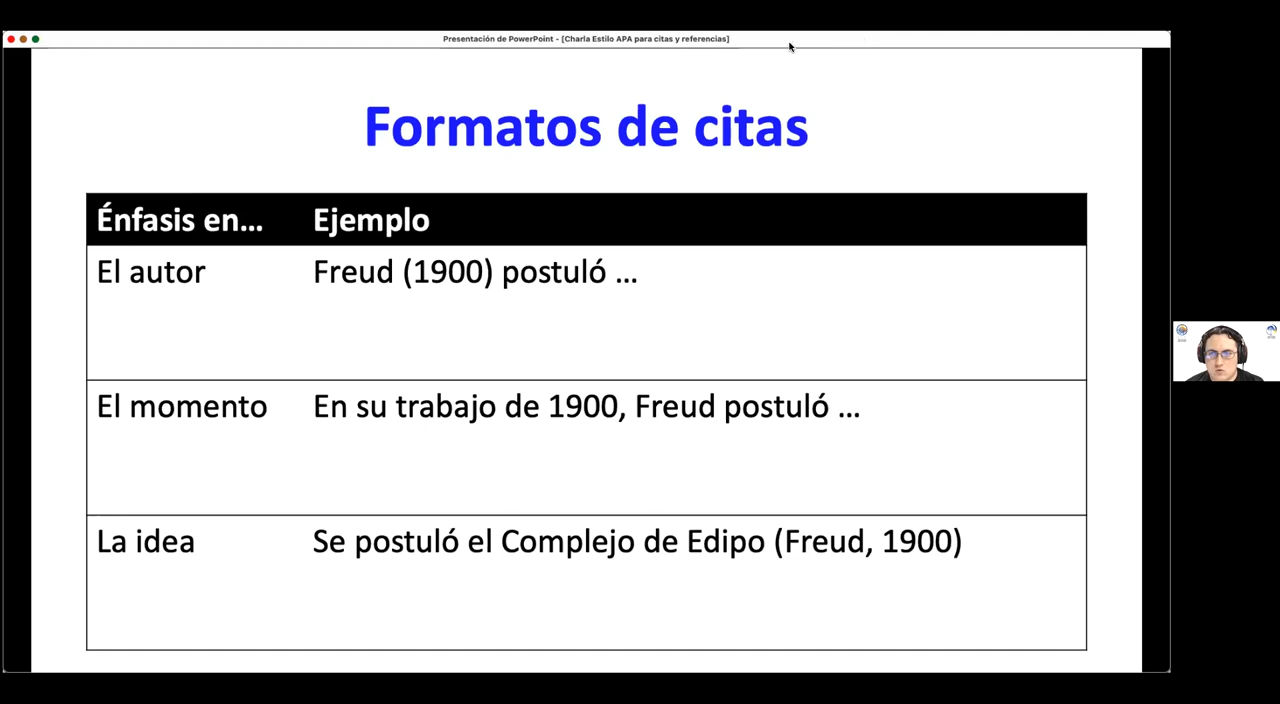 Presentación de PowerPoint - [Charla Estilo APA para citas y referencias]
Formatos de citas
Énfasis en... Ejemplo
El autor Freud (1900) postuló ...
El momento En su trabajo de 1900, Freud postuló ...
La idea Se postuló el Complejo de Edipo (Freud, 1900)